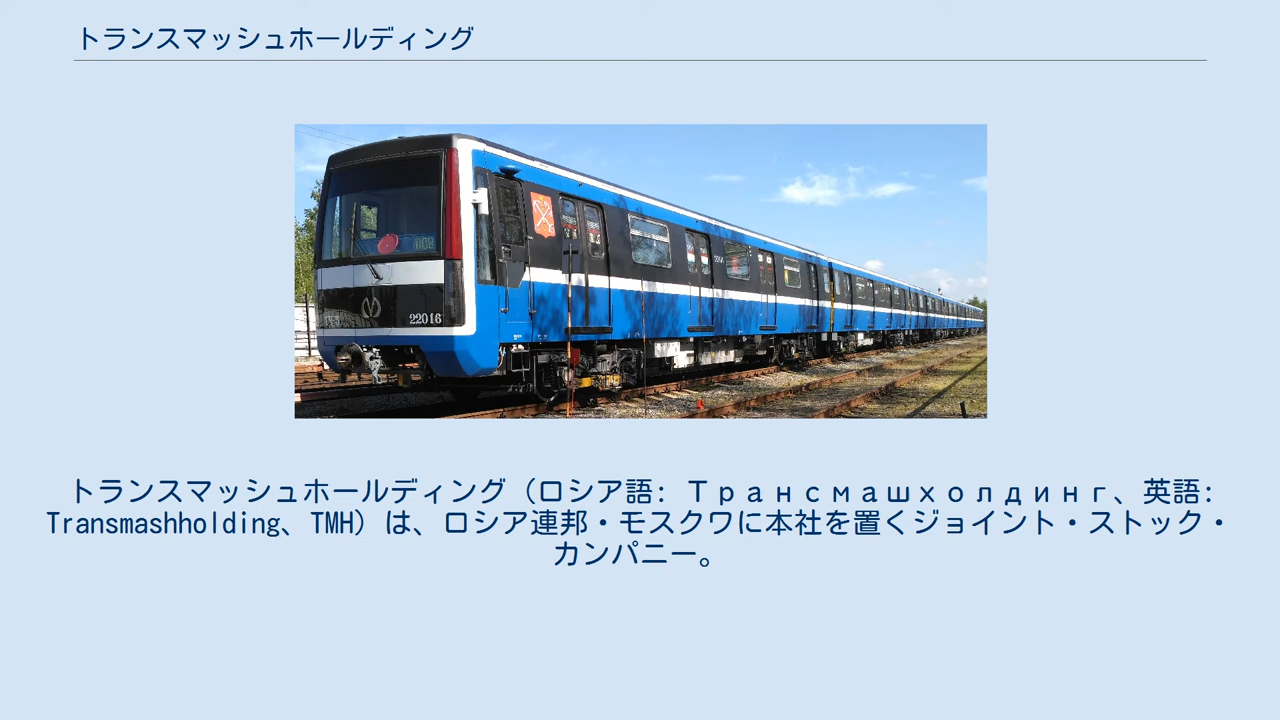 トランスマッシュホールディング
22016
トランスマッシュホールディング（ロシア語: Трансмашхолдинг、英語:
Transmashholding、TMH）は、ロシア連邦・モスクワに本社を置くジョイント・ストック・
カンパニー。